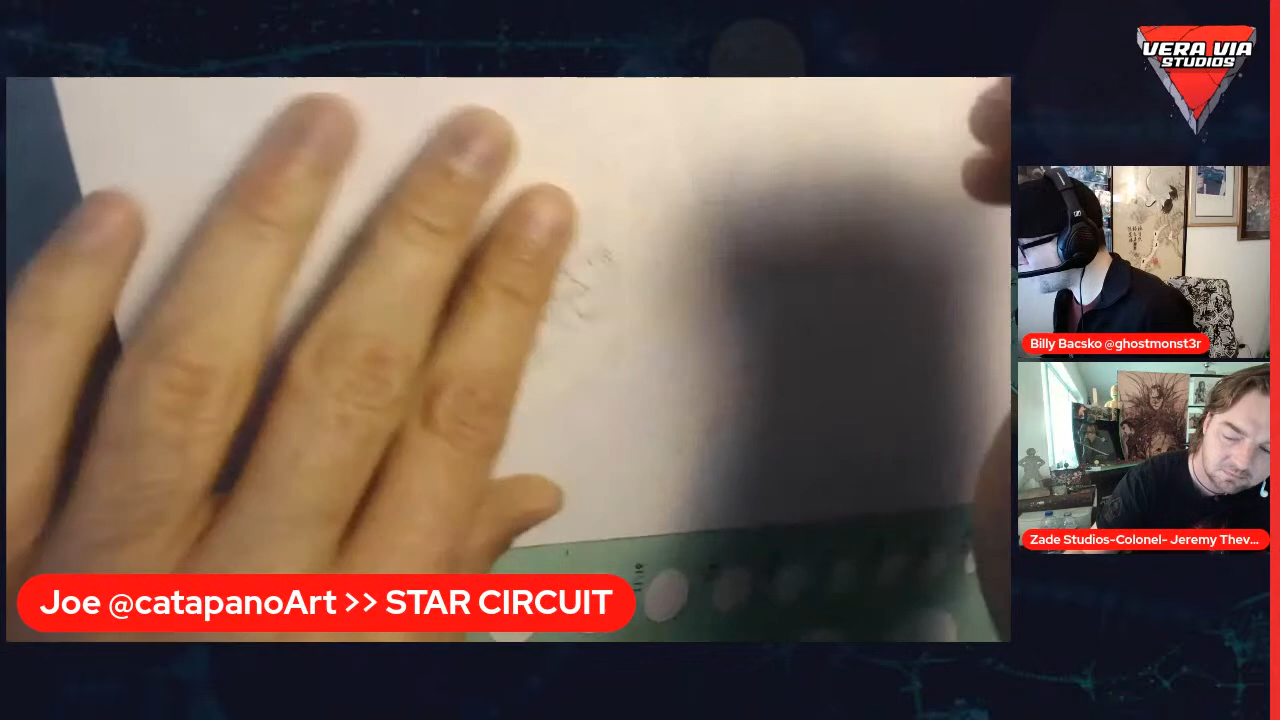 VERA VIA
STUDIOS
Billy Bacsko @ghostmonst3r
Zade Studios-Colonel- Jeremy Thev...
Joe @catapanoArt >> STAR CIRCUIT